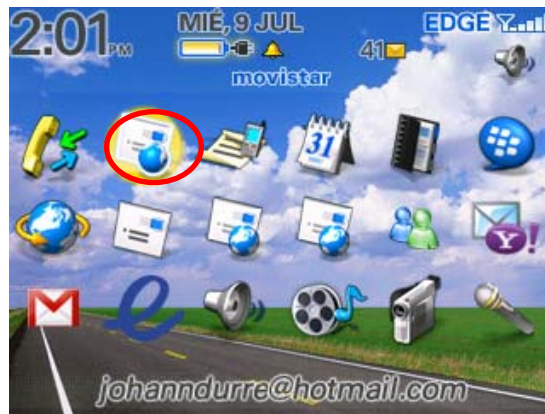 2:01PM
MIÉ, 9 JUL
EDGE
41
movistar
31
Y!
M
e
johanndurre@hotmail.com